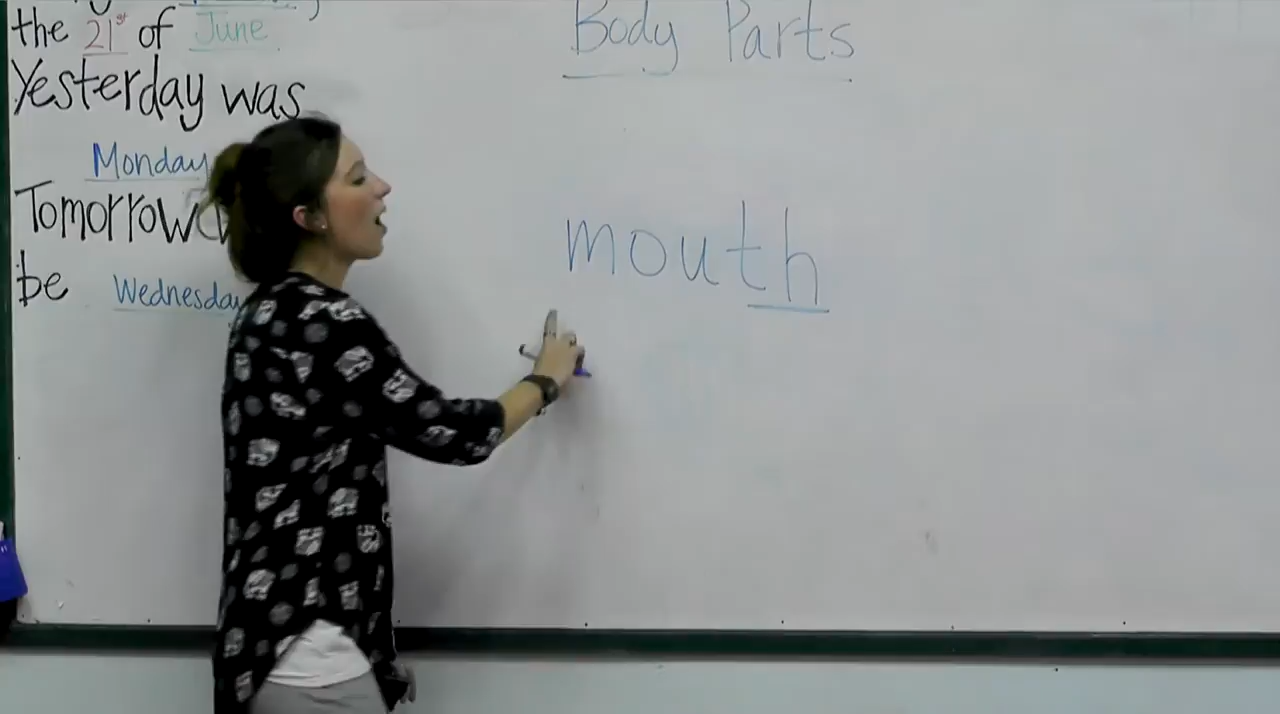 the 21st of June
Yesterday was
Monday
Tomorrow
be Wednesday
Body Parts
mouth